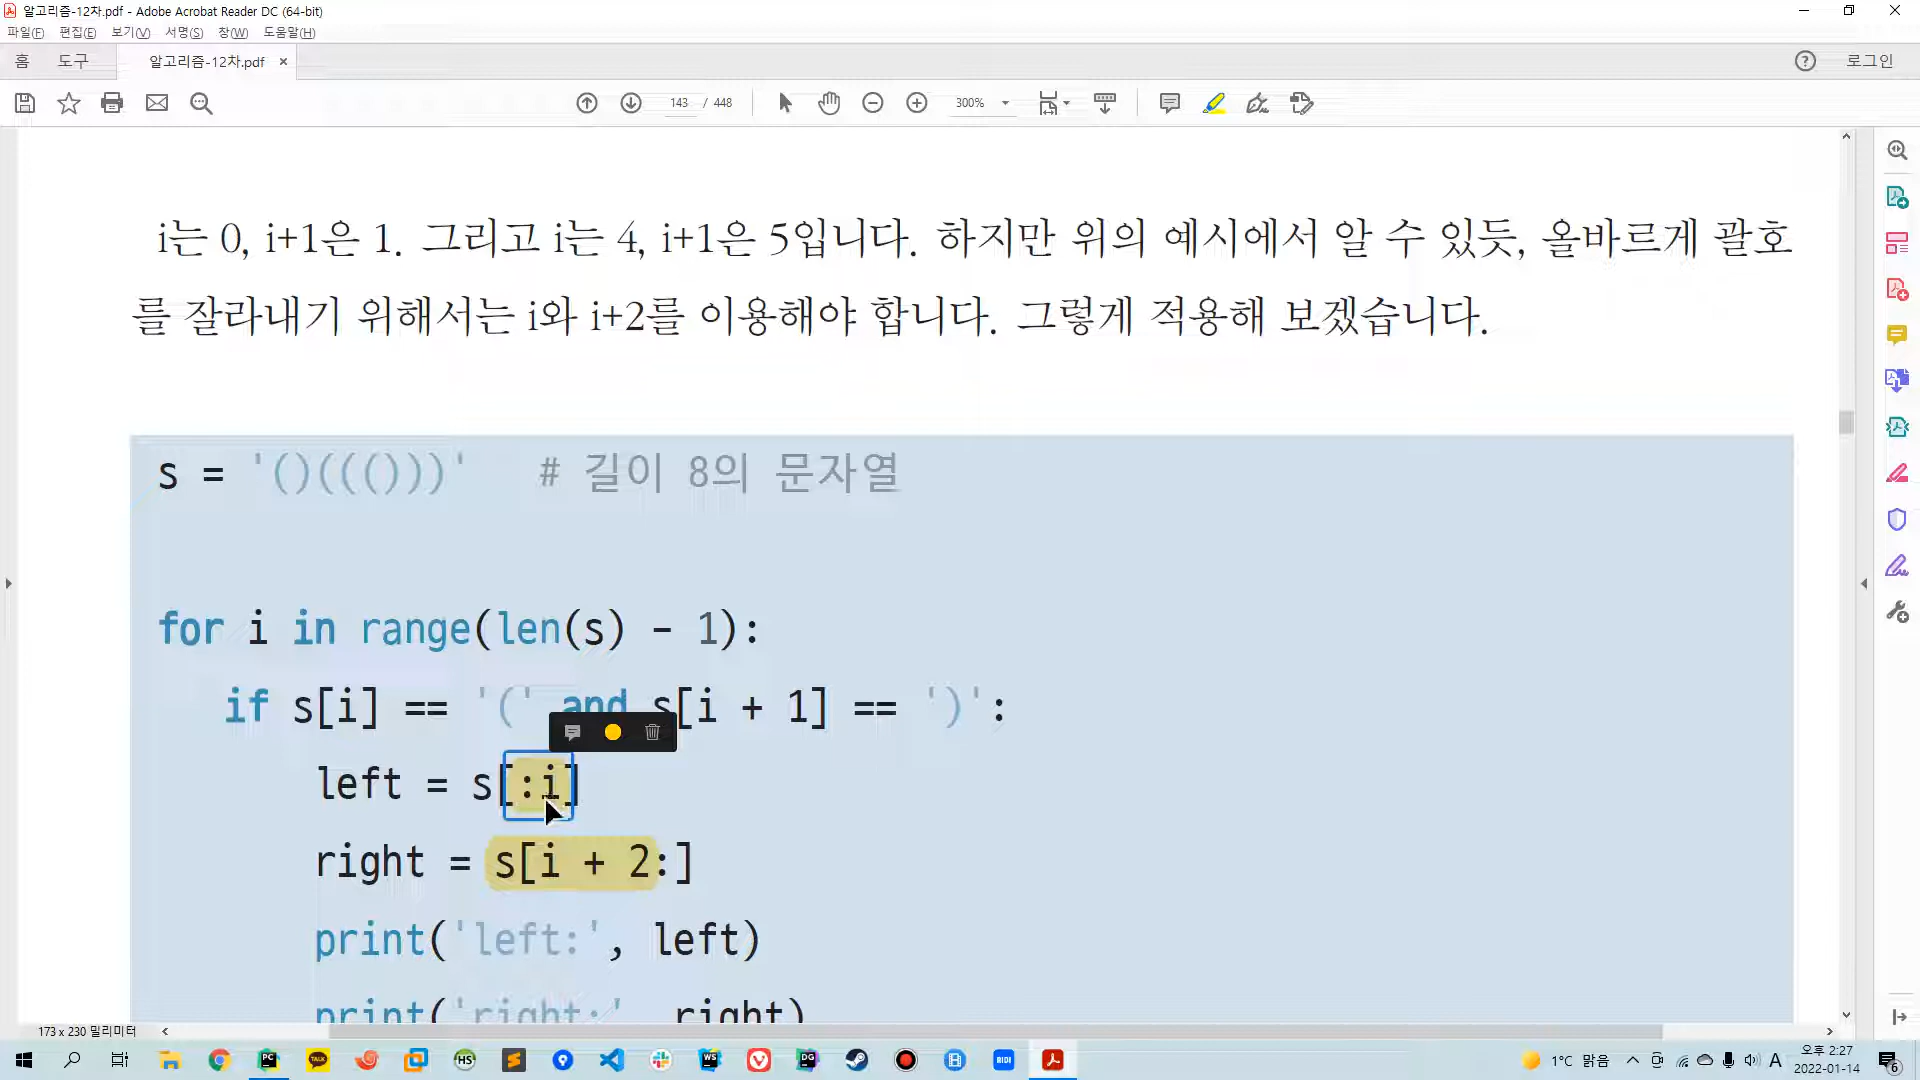 알고리즘-12차.pdf - Adobe Acrobat Reader DC (64-bit)
파일(F) 편집(E) 보기(V) 서명(S) 창(W) 도움말(H)
홈 도구 알고리즘-12차.pdf × 로그인
143 / 448 300%
i는 0, i+1은 1. 그리고 i는 4, i+1은 5입니다. 하지만 위의 예시에서 알 수 있듯, 올바르게 괄호
를 잘라내기 위해서는 i와 i+2를 이용해야 합니다. 그렇게 적용해 보겠습니다.
s = '()((()))' # 길이 8의 문자열
for i in range(len(s) - 1):
if s[i] == '(' and s[i + 1] == ')':
left = s[:i]
right = s[i + 2:]
print('left:', left)
print('right:', right)
173 x 230 밀리미터
1°C 맑음 A 오후 2:27
2022-01-14
6